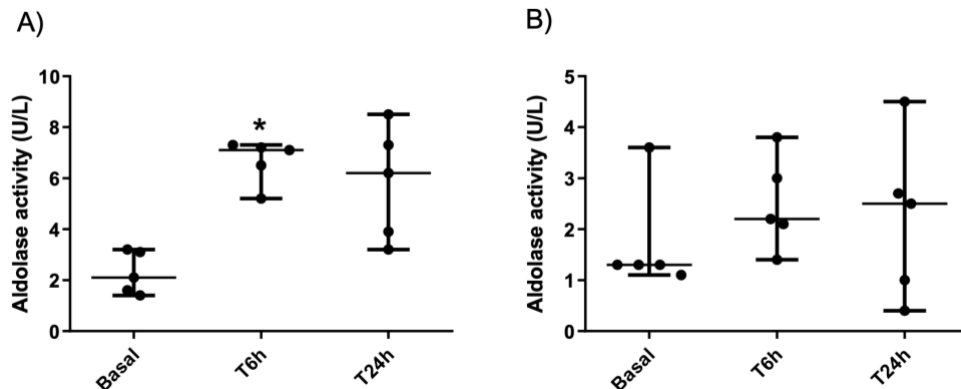 A)
Aldolase activity (U/L)
10
8
6
4
2
0
*
Basal
T6h
T24h
B)
Aldolase activity (U/L)
5
4
3
2
1
0
Basal
T6h
T24h